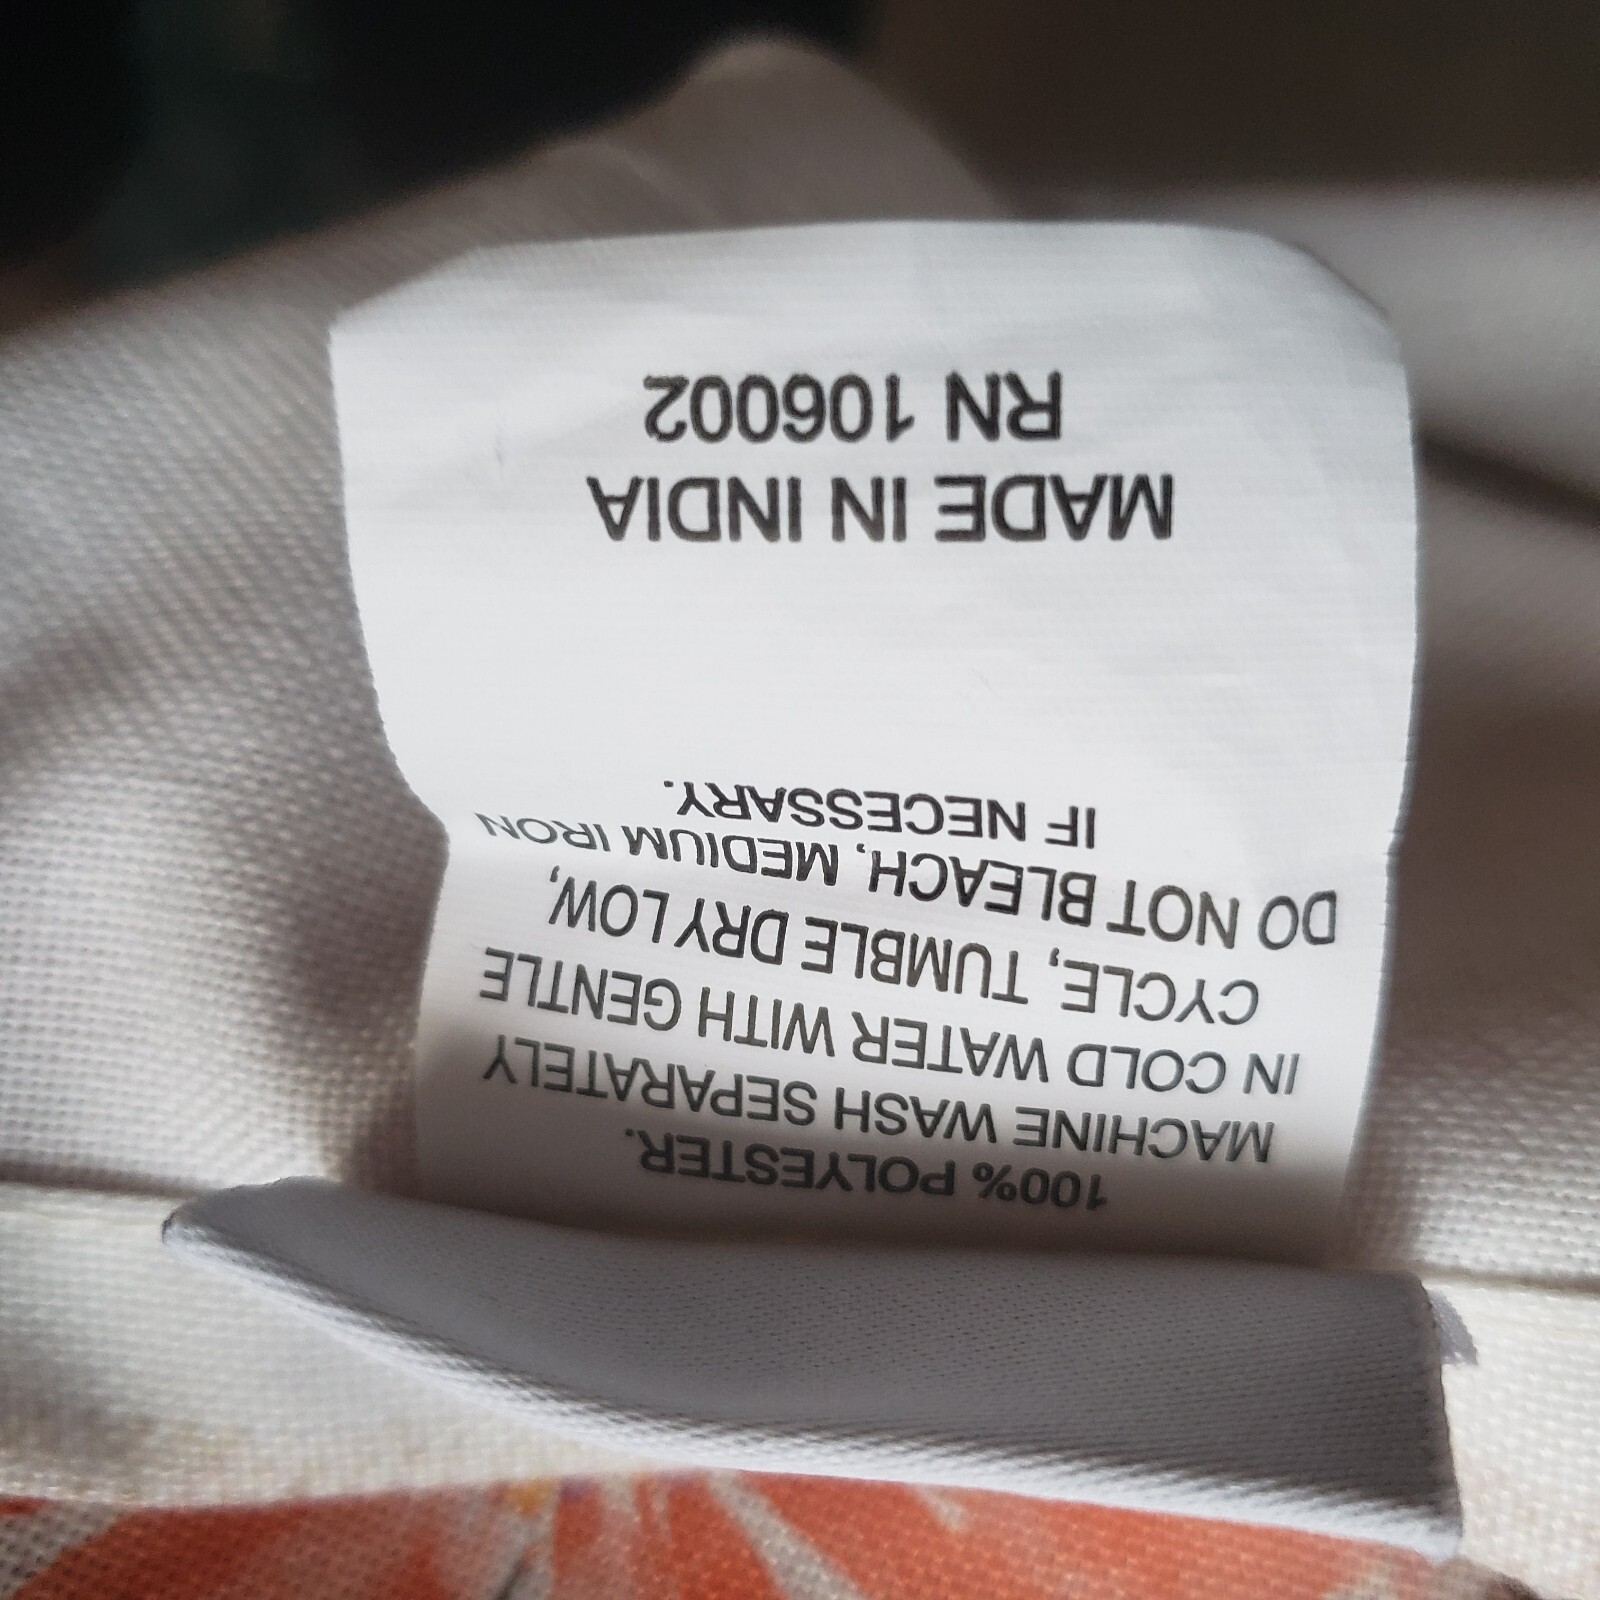 100% POLYESTER.
MACHINE WASH SEPARATELY
IN COLD WATER WITH GENTLE
CYCLE, TUMBLE DRY LOW,
DO NOT BLEACH, MEDIUM IRON
IF NECESSARY.
MADE IN INDIA
RN 106002